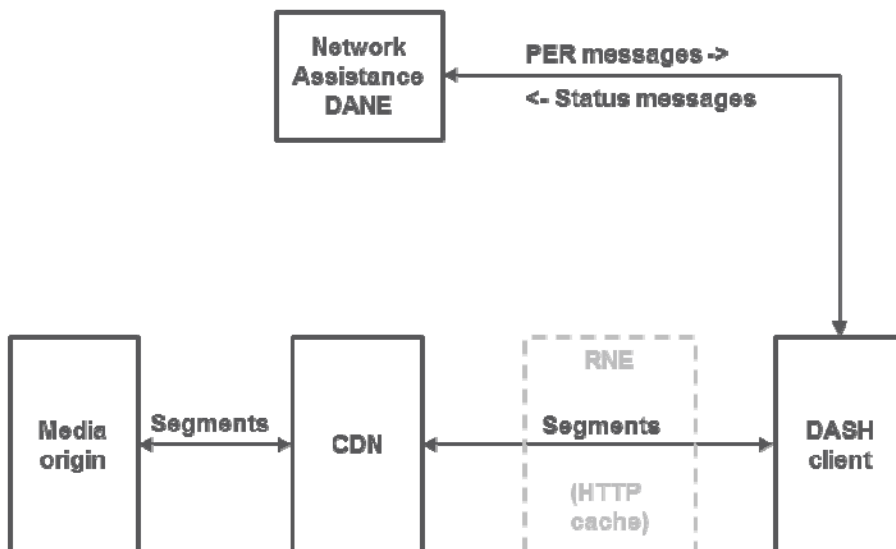 Network
Assistance
DANE
PER messages ->
<- Status messages
Media
origin
Segments
CDN
RNE
Segments
(HTTP
cache)
DASH
client